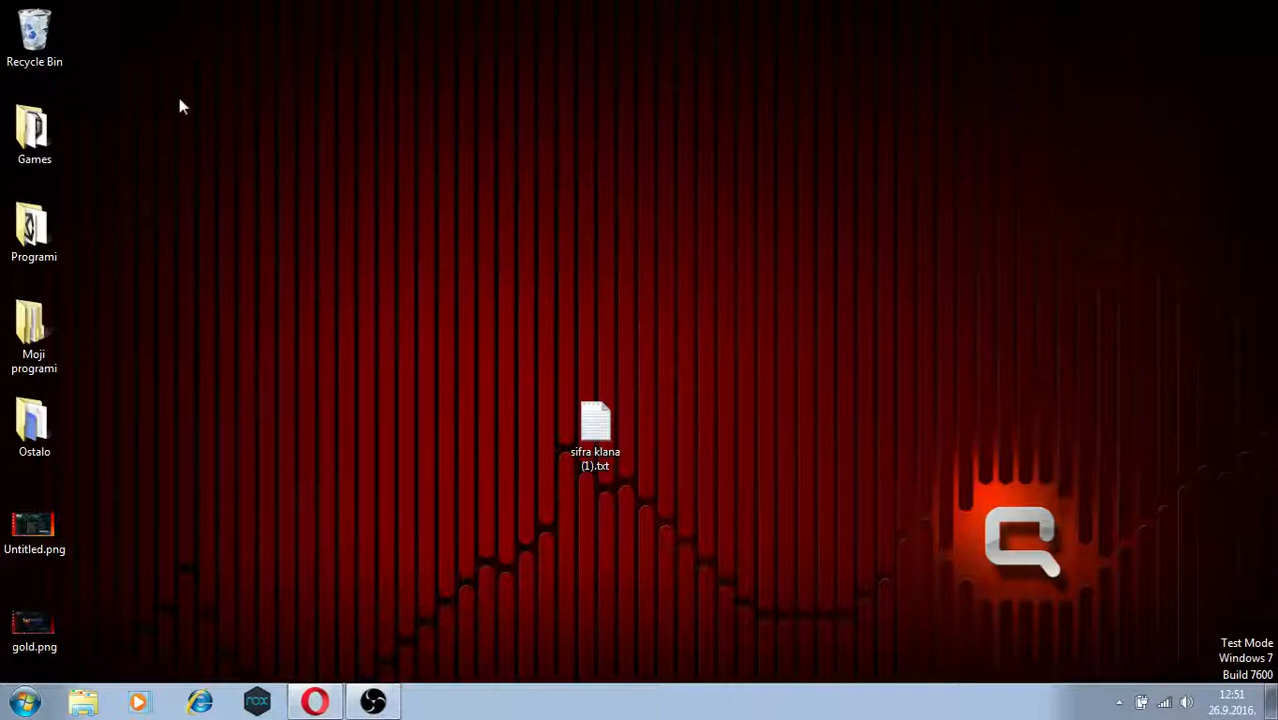 Recycle Bin
Games
Programi
Moji
programi
Ostalo
Untitled.png
gold.png
sifra klana
(1).txt
Test Mode
Windows 7
Build 7600
nox
12:51
26.9.2016.